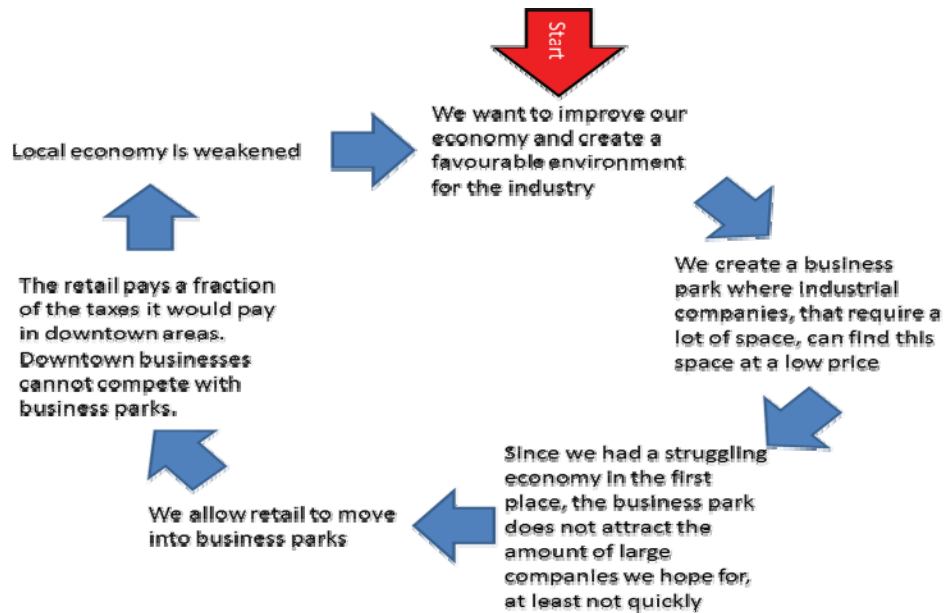 Start
We want to improve our
economy and create a
favourable environment
for the industry
We create a business
park where industrial
companies, that require a
lot of space, can find this
space at a low price
Since we had a struggling
economy in the first
place, the business park
does not attract the
amount of large
companies we hope for,
at least not quickly
We allow retail to move
into business parks
The retail pays a fraction
of the taxes it would pay
in downtown areas.
Downtown businesses
cannot compete with
business parks.
Local economy is weakened